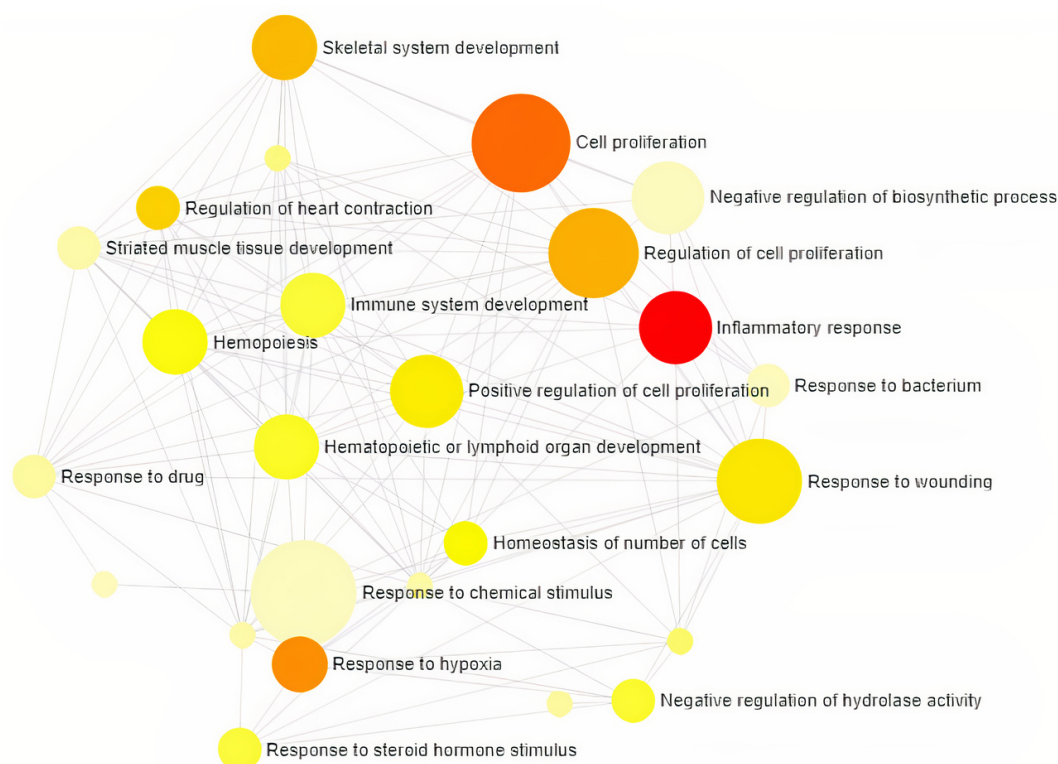 Skeletal system development
Cell proliferation
Negative regulation of biosynthetic process
Regulation of heart contraction
Striated muscle tissue development
Regulation of cell proliferation
Immune system development
Inflammatory response
Hemopoiesis
Response to bacterium
Positive regulation of cell proliferation
Hematopoietic or lymphoid organ development
Response to drug
Response to wounding
Homeostasis of number of cells
Response to chemical stimulus
Response to hypoxia
Negative regulation of hydrolase activity
Response to steroid hormone stimulus